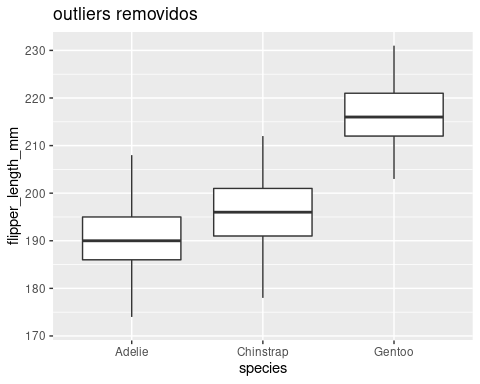 outliers removidos
flipper_length_mm
230
220
210
200
190
180
170
Adelie
Chinstrap
Gentoo
species